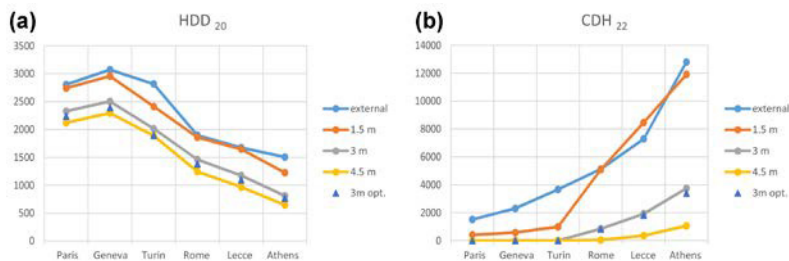 (a) HDD 20
3500
3000
2500
2000
1500
1000
500
0
Paris Geneva Turin Rome Lecce Athens
external
1.5 m
3 m
4.5 m
3m opt.
(b) CDH 22
14000
12000
10000
8000
6000
4000
2000
0
Paris Geneva Turin Rome Lecce Athens
external
1.5 m
3 m
4.5 m
3m opt.